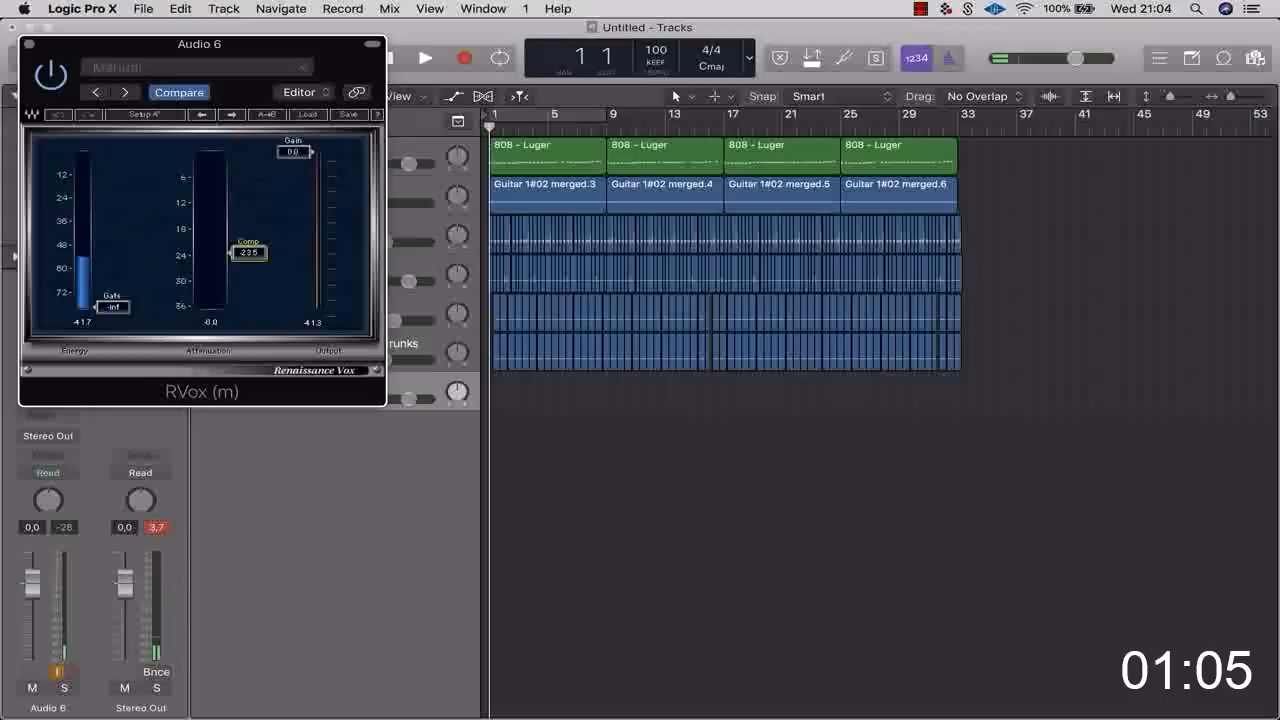 Logic Pro X File Edit Track Navigate Record Mix View Window 1 Help 100% Wed 21:04
Untitled - Tracks
Audio 6
Manual
1 1 100 KEEP 4/4 Cmaj 1234
Compare Editor
View Snap Smart Drag: No Overlap
Setup A* A->B Load Save ?
1 5 9 13 17 21 25 29 33 37 41 45 49 53
Gain
0.0
808 - Luger 808 - Luger 808 - Luger 808 - Luger
Guitar 1#02 merged.3 Guitar 1#02 merged.4 Guitar 1#02 merged.5 Guitar 1#02 merged.6
12- 24- 36- 48- 60- 72-
6- 12- 18- 24- 30- 36-
Comp
-23.5
Gate
-Inf
-41.7 -0.0 -41.3
Energy Attenuation Output
runks
Renaissance Vox
RVox (m)
Stereo Out
Read Read
0,0 -28 0,0 3,7
I Bnce
M S M S
Audio 6 Stereo Out
01:05